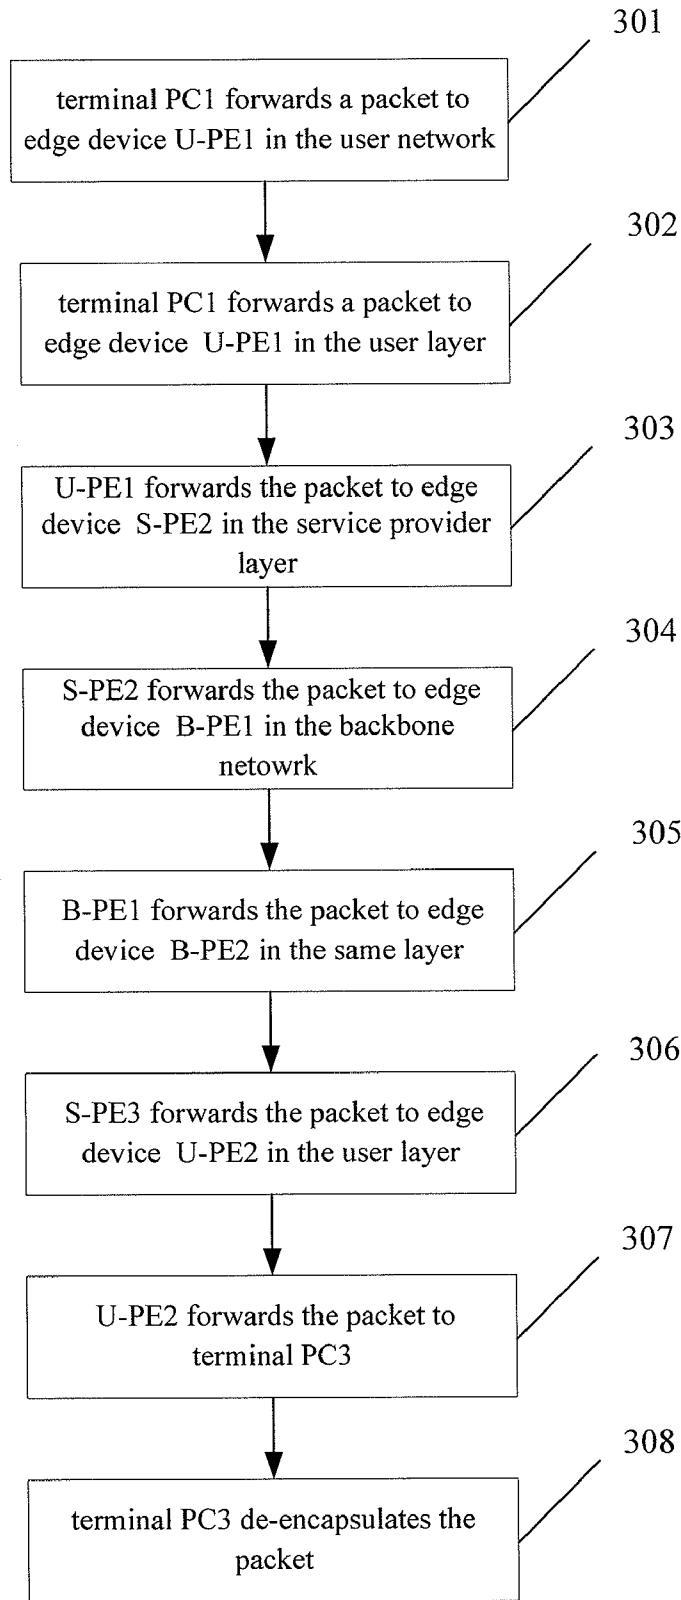 301
terminal PC1 forwards a packet to
edge device U-PE1 in the user network
302
terminal PC1 forwards a packet to
edge device U-PE1 in the user layer
303
U-PE1 forwards the packet to edge
device S-PE2 in the service provider
layer
304
S-PE2 forwards the packet to edge
device B-PE1 in the backbone
netowrk
305
B-PE1 forwards the packet to edge
device B-PE2 in the same layer
306
S-PE3 forwards the packet to edge
device U-PE2 in the user layer
307
U-PE2 forwards the packet to
terminal PC3
308
terminal PC3 de-encapsulates the
packet